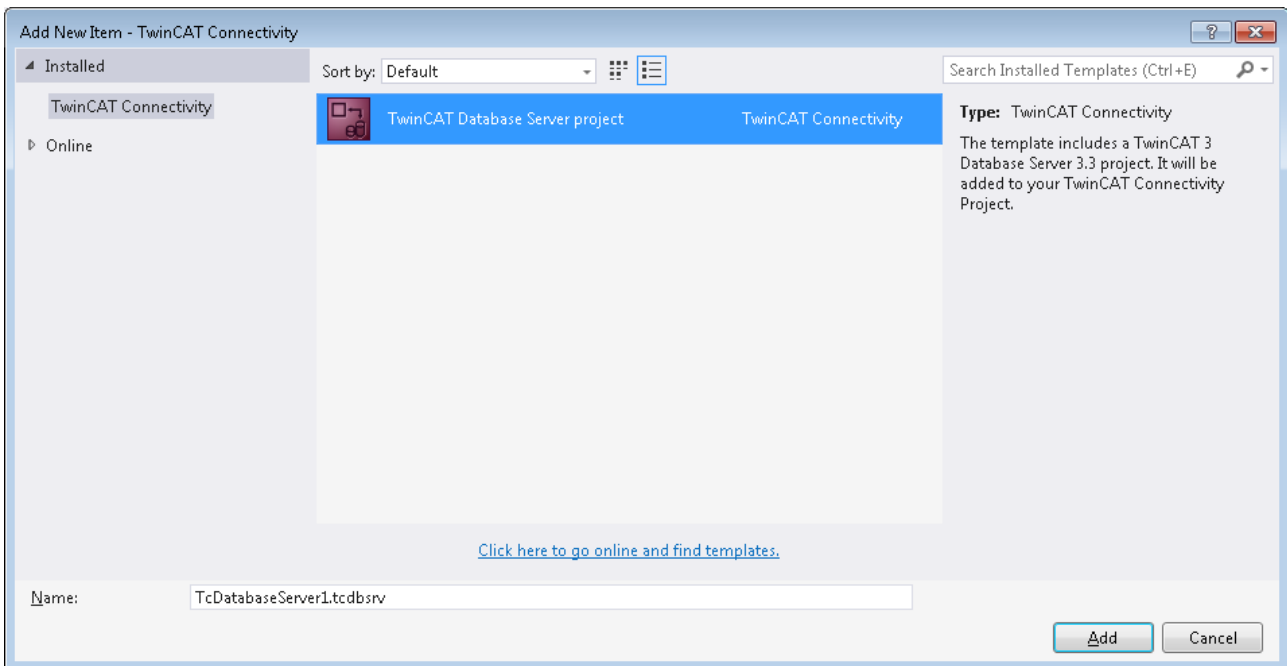 Add New Item - TwinCAT Connectivity
Installed
Sort by: Default
Search Installed Templates (Ctrl+E)
TwinCAT Connectivity
Online
TwinCAT Database Server project TwinCAT Connectivity
Type: TwinCAT Connectivity
The template includes a TwinCAT 3
Database Server 3.3 project. It will be
added to your TwinCAT Connectivity
Project.
Click here to go online and find templates.
Name: TcDatabaseServer1.tcdbsrv
Add Cancel